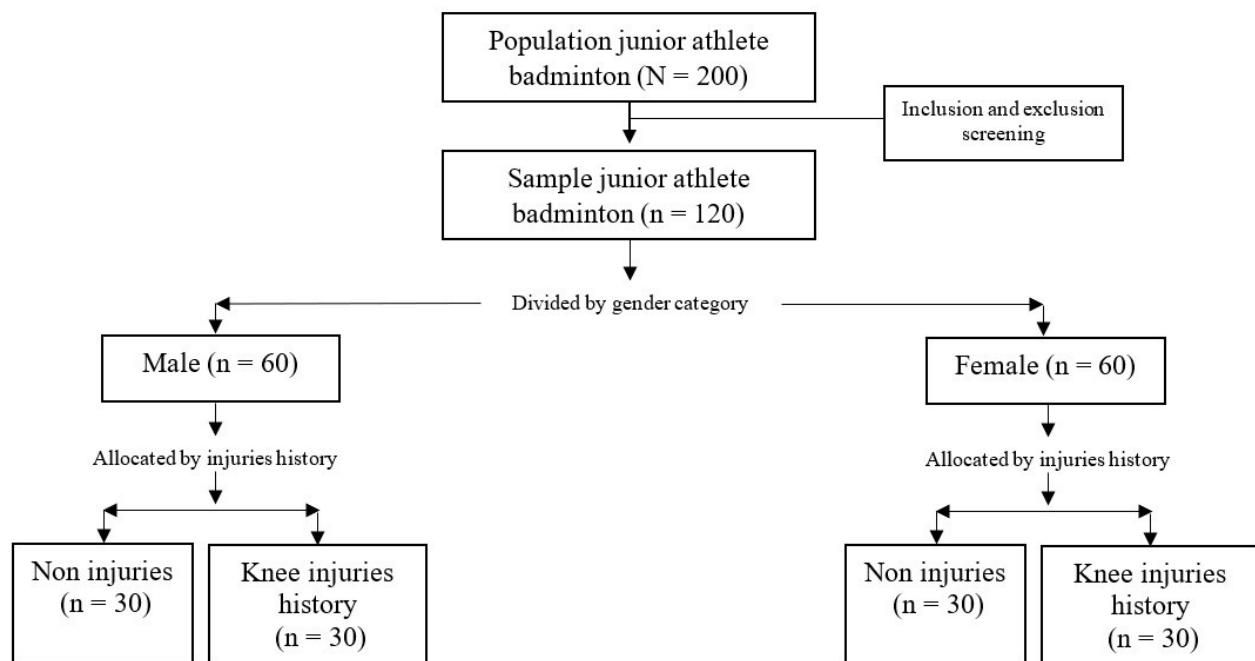 Population junior athlete
badminton (N = 200)
Inclusion and exclusion
screening
Sample junior athlete
badminton (n = 120)
Divided by gender category
Male (n = 60)
Female (n = 60)
Allocated by injuries history
Allocated by injuries history
Non injuries
(n = 30)
Knee injuries
history
(n = 30)
Non injuries
(n = 30)
Knee injuries
history
(n = 30)